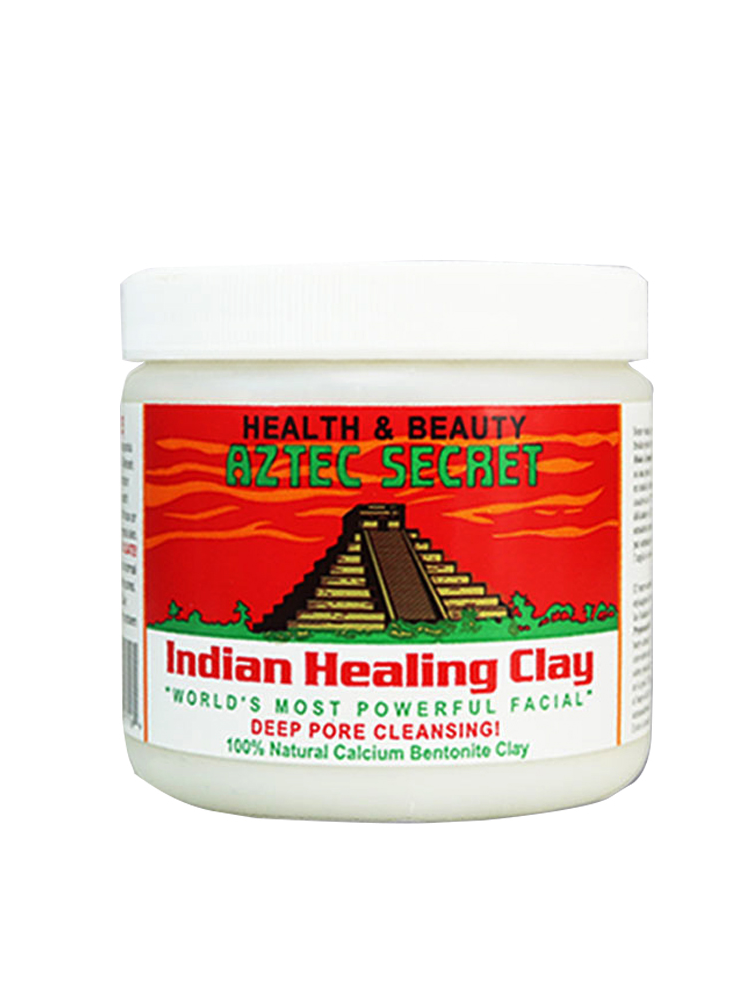 HEALTH & BEAUTY
AZTEC SECRET
Indian Healing Clay
"WORLD'S MOST POWERFUL FACIAL"
DEEP PORE CLEANSING!
100% Natural Calcium Bentonite Clay